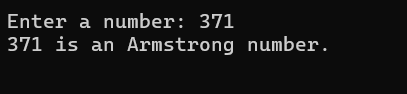 Enter a number: 371
371 is an Armstrong number.